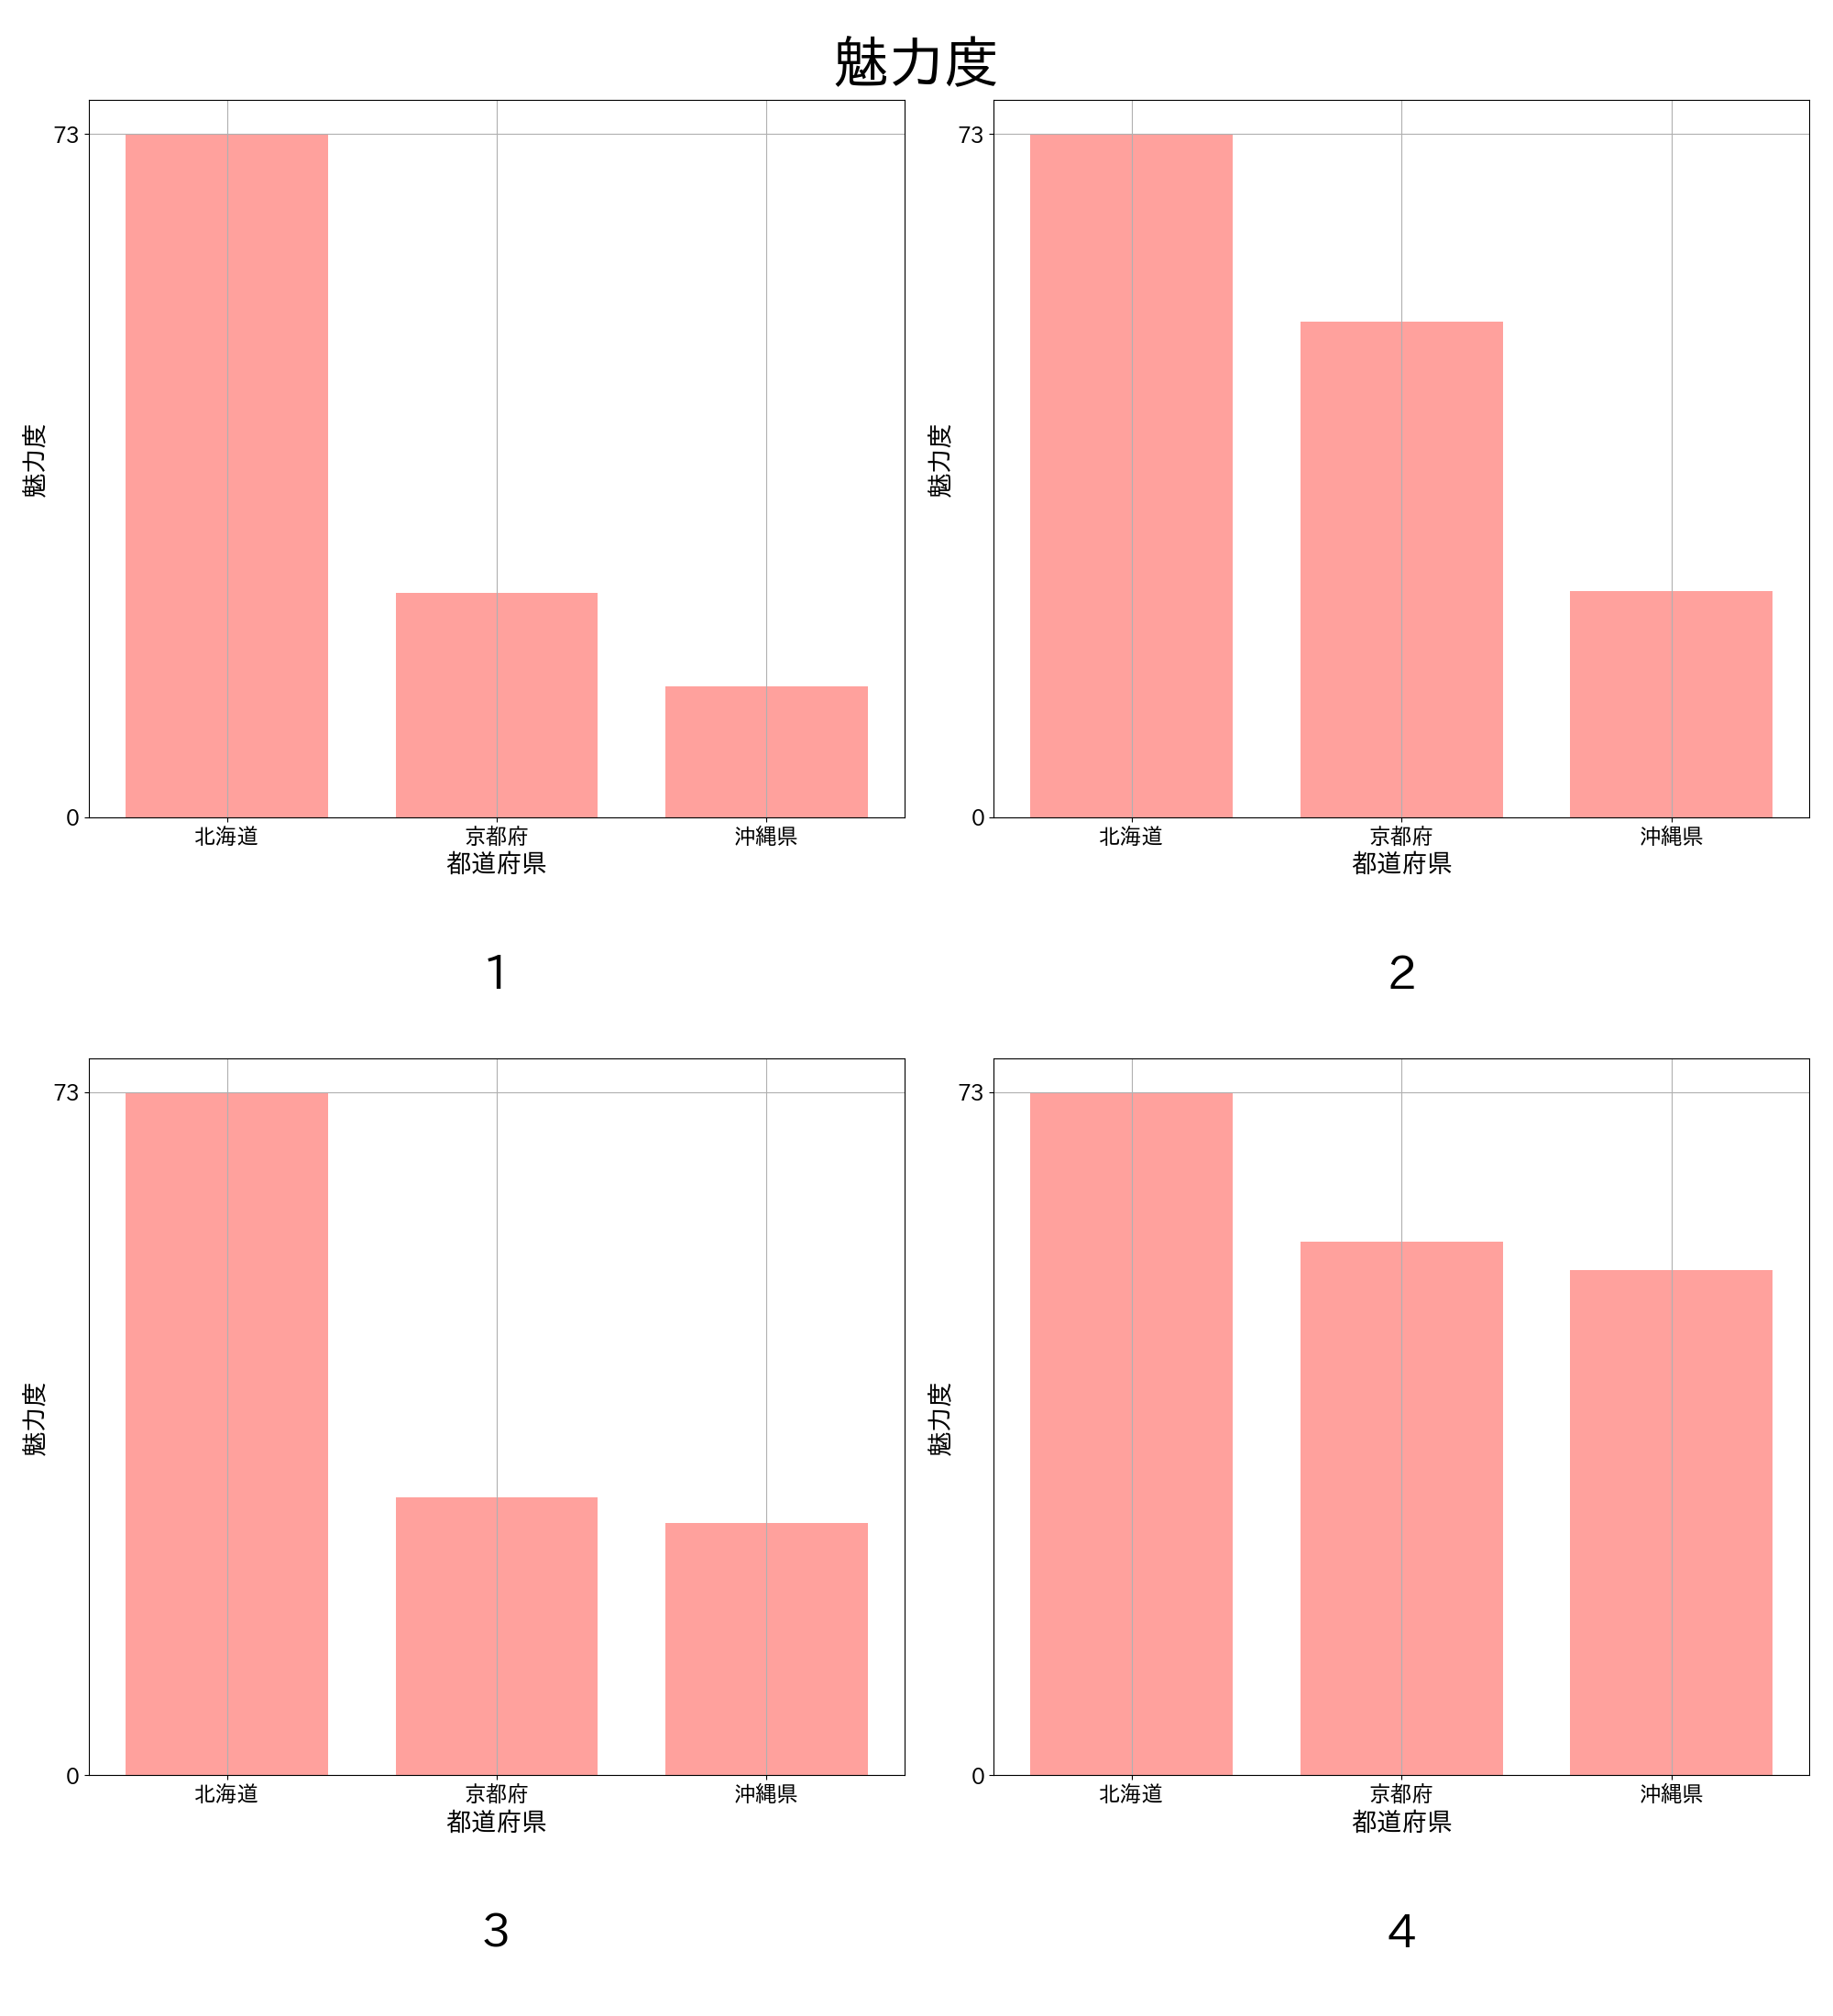 魅力度
73
魅力度
0
北海道 京都府 沖縄県
都道府県
1
73
魅力度
0
北海道 京都府 沖縄県
都道府県
2
73
魅力度
0
北海道 京都府 沖縄県
都道府県
3
73
魅力度
0
北海道 京都府 沖縄県
都道府県
4